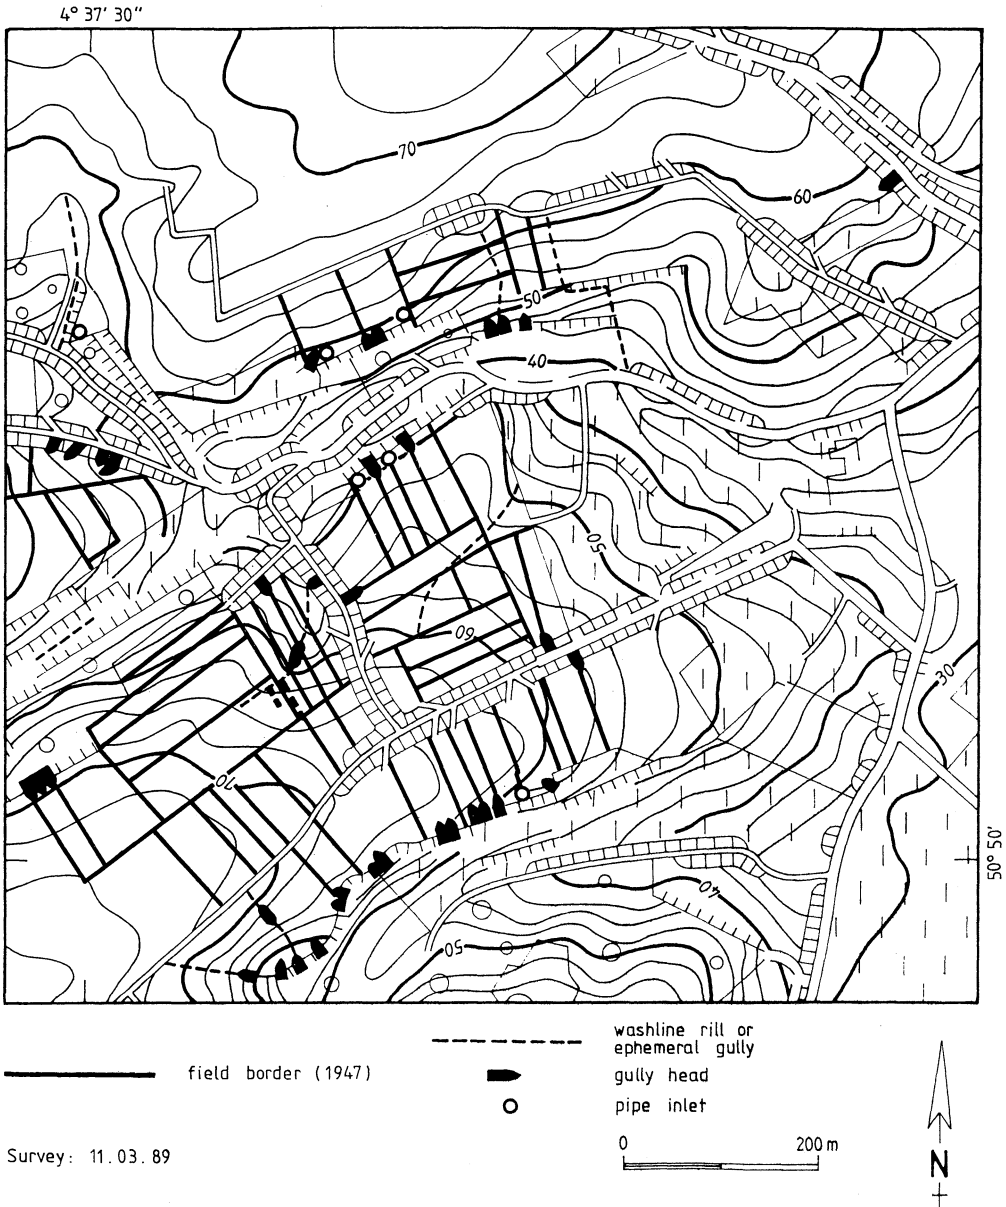 4° 37' 30"
70
60
50
40
50
60
30
70
50° 50'
40
50
washline rill or
ephemeral gully
field border (1947)
gully head
pipe inlet
0 200 m
Survey: 11.03.89
N